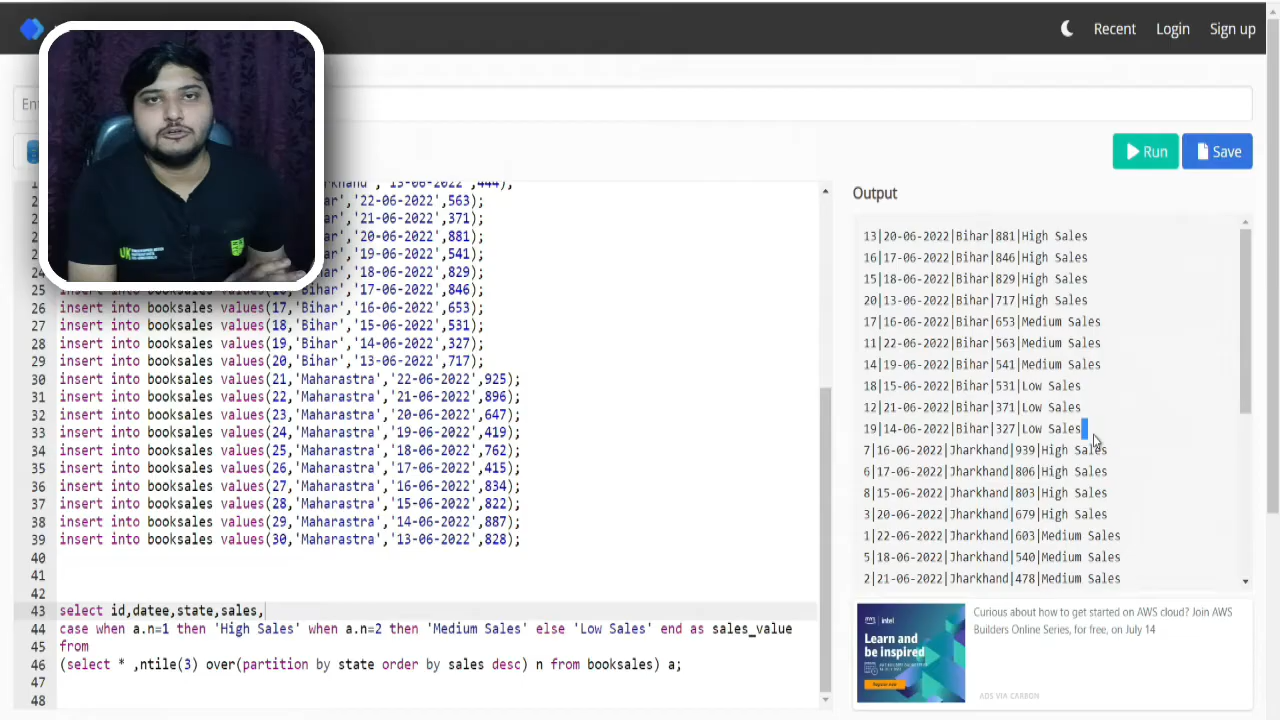 Recent Login Sign up
Run Save
Output
'13-06-2022',444);
'22-06-2022',563);
'21-06-2022',371);
'20-06-2022',881);
'19-06-2022',541);
'18-06-2022',829);
25 'Bihar','17-06-2022',846);
26 insert into booksales values(17,'Bihar','16-06-2022',653);
27 insert into booksales values(18,'Bihar','15-06-2022',531);
28 insert into booksales values(19,'Bihar','14-06-2022',327);
29 insert into booksales values(20,'Bihar','13-06-2022',717);
30 insert into booksales values(21,'Maharastra','22-06-2022',925);
31 insert into booksales values(22,'Maharastra','21-06-2022',896);
32 insert into booksales values(23,'Maharastra','20-06-2022',647);
33 insert into booksales values(24,'Maharastra','19-06-2022',419);
34 insert into booksales values(25,'Maharastra','18-06-2022',762);
35 insert into booksales values(26,'Maharastra','17-06-2022',415);
36 insert into booksales values(27,'Maharastra','16-06-2022',834);
37 insert into booksales values(28,'Maharastra','15-06-2022',822);
38 insert into booksales values(29,'Maharastra','14-06-2022',887);
39 insert into booksales values(30,'Maharastra','13-06-2022',828);
40
41
42
43 select id,datee,state,sales,
44 case when a.n=1 then 'High Sales' when a.n=2 then 'Medium Sales' else 'Low Sales' end as sales_value
45 from
46 (select * ,ntile(3) over(partition by state order by sales desc) n from booksales) a;
47
48
13|20-06-2022|Bihar|881|High Sales
16|17-06-2022|Bihar|846|High Sales
15|18-06-2022|Bihar|829|High Sales
20|13-06-2022|Bihar|717|High Sales
17|16-06-2022|Bihar|653|Medium Sales
11|22-06-2022|Bihar|563|Medium Sales
14|19-06-2022|Bihar|541|Medium Sales
18|15-06-2022|Bihar|531|Low Sales
12|21-06-2022|Bihar|371|Low Sales
19|14-06-2022|Bihar|327|Low Sales
7|16-06-2022|Jharkhand|939|High Sales
6|17-06-2022|Jharkhand|806|High Sales
8|15-06-2022|Jharkhand|803|High Sales
3|20-06-2022|Jharkhand|679|High Sales
1|22-06-2022|Jharkhand|603|Medium Sales
5|18-06-2022|Jharkhand|540|Medium Sales
2|21-06-2022|Jharkhand|478|Medium Sales
aws intel
Learn and
be inspired
Curious about how to get started on AWS cloud? Join AWS
Builders Online Series, for free, on July 14
ADS VIA CARBON